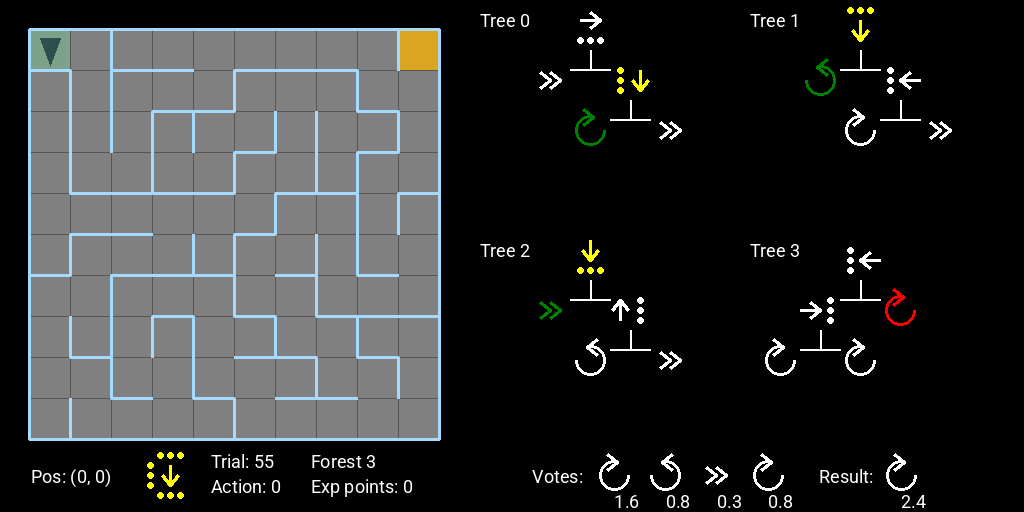 Tree 0
Tree 1
Tree 2
Tree 3
Pos: (0, 0)
Trial: 55
Forest 3
Action: 0
Exp points: 0
Votes:
1.6
0.8
0.3
0.8
Result:
2.4